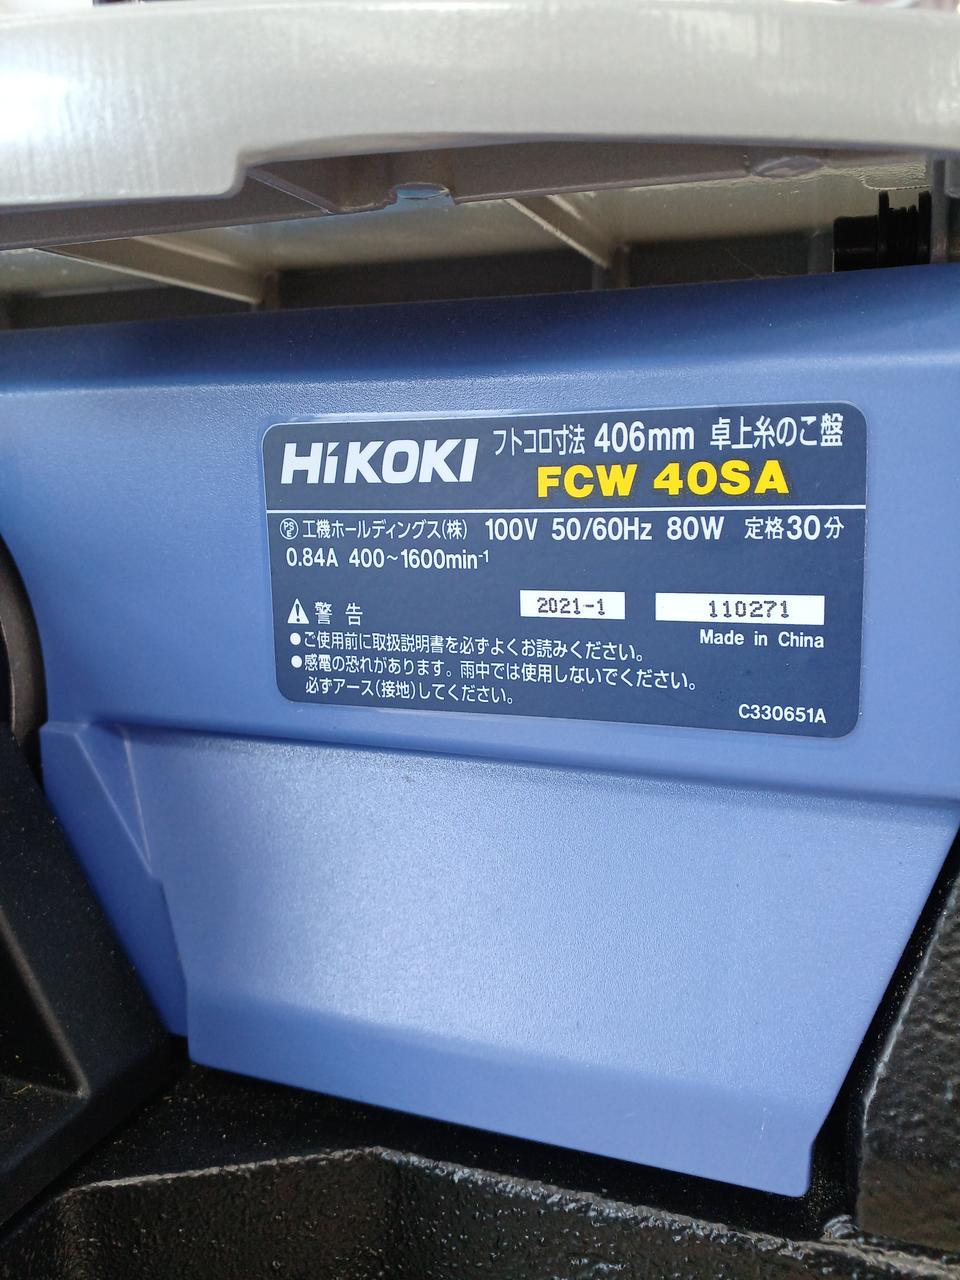 HiKOKI フトコロ寸法 406mm 卓上糸のこ盤
FCW 40SA
PSE 工機ホールディングス(株) 100V 50/60Hz 80W 定格30分
0.84A 400~1600min⁻¹
警告 2021-1 110271
Made in China
●ご使用前に取扱説明書を必ずよくお読みください。
●感電の恐れがあります。雨中では使用しないでください。
必ずアース(接地)してください。
C330651A